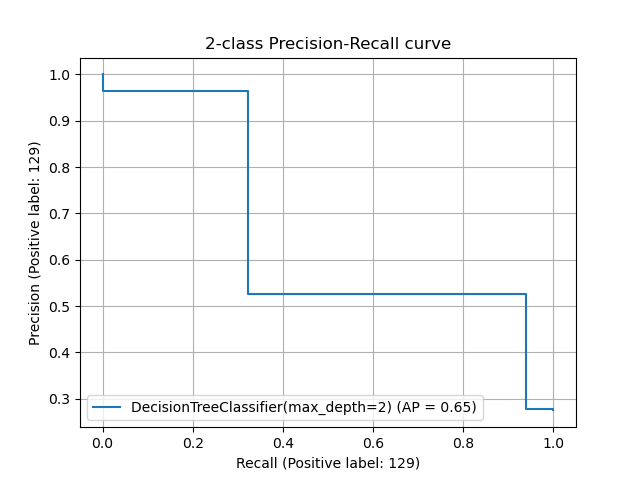 2-class Precision-Recall curve
1.0
0.9
0.8
0.7
0.6
0.5
0.4
0.3
Precision (Positive label: 129)
DecisionTreeClassifier(max_depth=2) (AP = 0.65)
0.0 0.2 0.4 0.6 0.8 1.0
Recall (Positive label: 129)